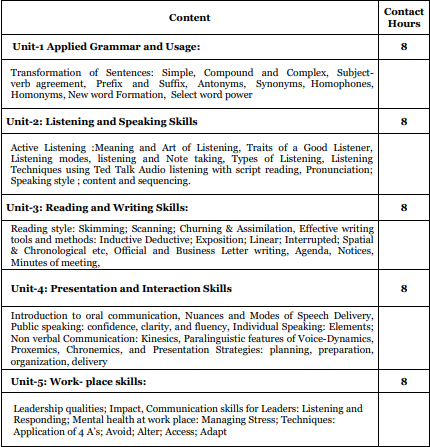 Content
Contact
Hours
Unit-1 Applied Grammar and Usage:
8
Transformation of Sentences: Simple, Compound and Complex, Subject-
verb agreement, Prefix and Suffix, Antonyms, Synonyms, Homophones,
Homonyms, New word Formation, Select word power
Unit-2: Listening and Speaking Skills
8
Active Listening :Meaning and Art of Listening, Traits of a Good Listener,
Listening modes, listening and Note taking, Types of Listening, Listening
Techniques using Ted Talk Audio listening with script reading, Pronunciation;
Speaking style ; content and sequencing.
Unit-3: Reading and Writing Skills:
8
Reading style: Skimming; Scanning; Churning & Assimilation, Effective writing
tools and methods: Inductive Deductive; Exposition; Linear; Interrupted; Spatial
& Chronological etc, Official and Business Letter writing, Agenda, Notices,
Minutes of meeting,
Unit-4: Presentation and Interaction Skills
8
Introduction to oral communication, Nuances and Modes of Speech Delivery,
Public speaking: confidence, clarity, and fluency, Individual Speaking: Elements;
Non verbal Communication: Kinesics, Paralinguistic features of Voice-Dynamics,
Proxemics, Chronemics, and Presentation Strategies: planning, preparation,
organization, delivery
Unit-5: Work- place skills:
8
Leadership qualities; Impact, Communication skills for Leaders: Listening and
Responding; Mental health at work place: Managing Stress; Techniques:
Application of 4 A's; Avoid; Alter; Access; Adapt